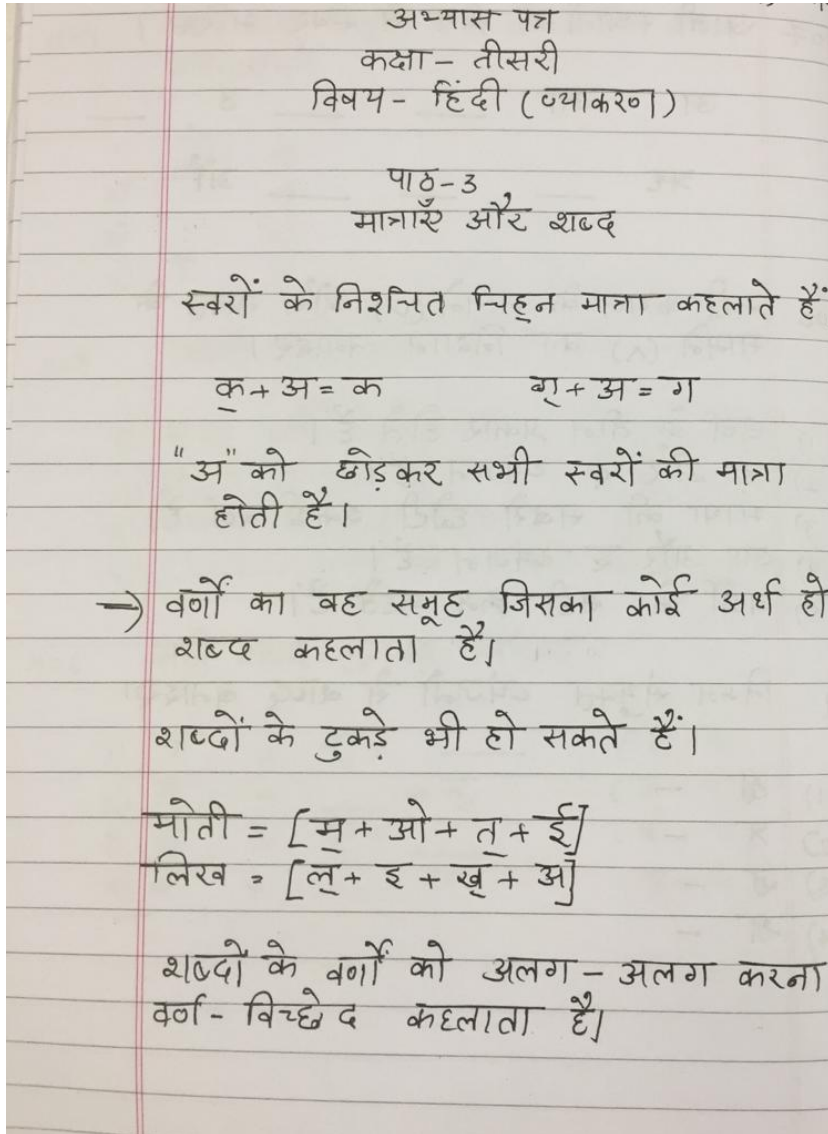 अभ्यास पत्र
कक्षा - तीसरी
विषय - हिंदी (व्याकरण)
पाठ-3
मात्राएँ और शब्द
स्वरों के निश्चित चिह्न मात्रा कहलाते हैं
क् + अ = क ग् + अ = ग
"अ" को छोड़कर सभी स्वरों की मात्रा
होती है।
→ वर्णों का वह समूह जिसका कोई अर्थ हो
शब्द कहलाता है।
शब्दों के टुकड़े भी हो सकते हैं।
मोती = [म् + ओ + त् + ई]
लिख = [ल् + इ + ख् + अ]
शब्दों के वर्णों को अलग - अलग करना
वर्ण - विच्छेद कहलाता है।